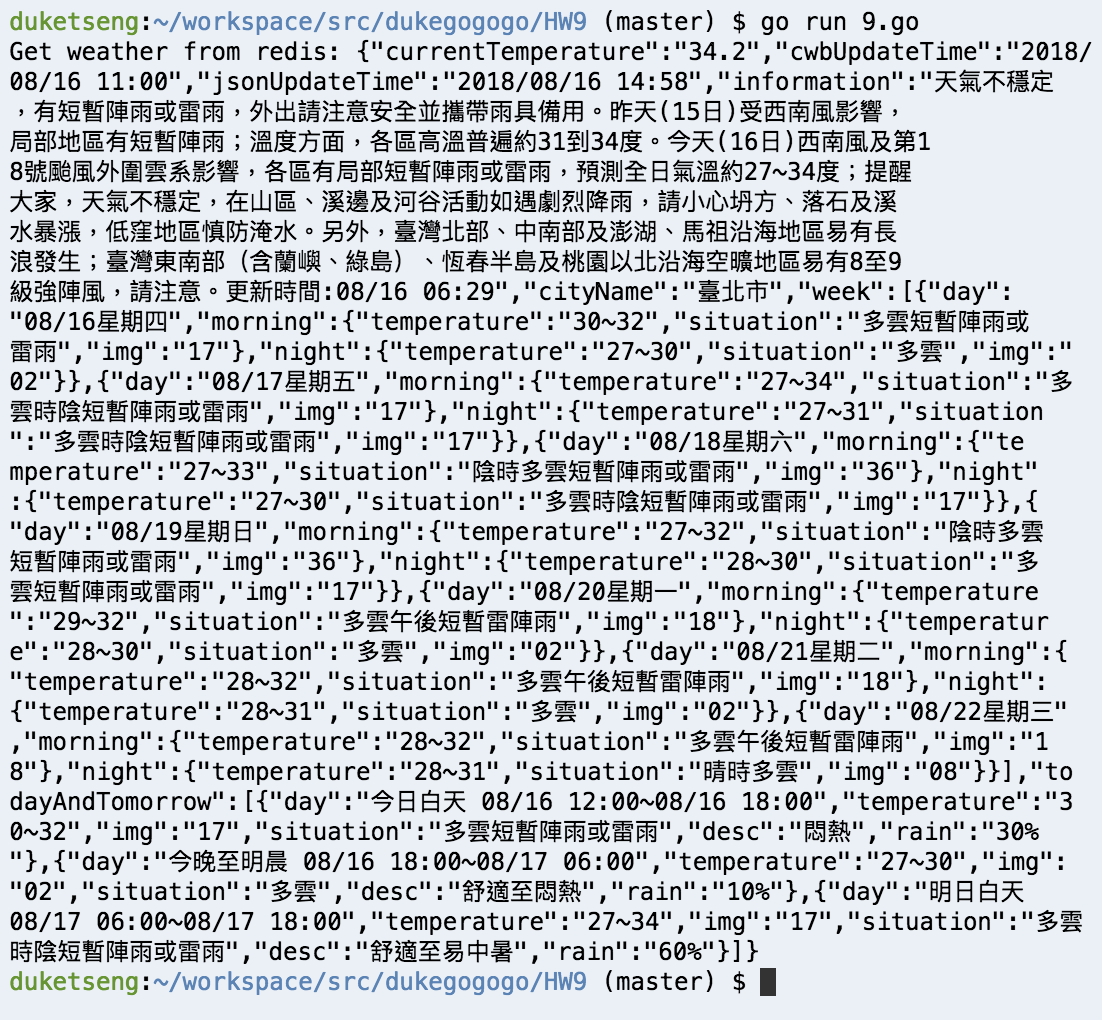 duketseng:~/workspace/src/dukegogogo/HW9 (master) $ go run 9.go
Get weather from redis: {"currentTemperature":"34.2","cwbUpdateTime":"2018/
08/16 11:00","jsonUpdateTime":"2018/08/16 14:58","information":"天氣不穩定
，有短暫陣雨或雷雨，外出請注意安全並攜帶雨具備用。昨天(15日)受西南風影響，
局部地區有短暫陣雨；溫度方面，各區高溫普遍約31到34度。今天(16日)西南風及第1
8號颱風外圍雲系影響，各區有局部短暫陣雨或雷雨，預測全日氣溫約27~34度；提醒
大家，天氣不穩定，在山區、溪邊及河谷活動如遇劇烈降雨，請小心坍方、落石及溪
水暴漲，低窪地區慎防淹水。另外，臺灣北部、中南部及澎湖、馬祖沿海地區易有長
浪發生；臺灣東南部（含蘭嶼、綠島）、恆春半島及桃園以北沿海空曠地區易有8至9
級強陣風，請注意。更新時間:08/16 06:29","cityName":"臺北市","week":[{"day":
"08/16星期四","morning":{"temperature":"30~32","situation":"多雲短暫陣雨或
雷雨","img":"17"},"night":{"temperature":"27~30","situation":"多雲","img":"
02"}},{"day":"08/17星期五","morning":{"temperature":"27~34","situation":"多
雲時陰短暫陣雨或雷雨","img":"17"},"night":{"temperature":"27~31","situation
":"多雲時陰短暫陣雨或雷雨","img":"17"}},{"day":"08/18星期六","morning":{"te
mperature":"27~33","situation":"陰時多雲短暫陣雨或雷雨","img":"36"},"night"
:{"temperature":"27~30","situation":"多雲時陰短暫陣雨或雷雨","img":"17"}},{
"day":"08/19星期日","morning":{"temperature":"27~32","situation":"陰時多雲
短暫陣雨或雷雨","img":"36"},"night":{"temperature":"28~30","situation":"多
雲短暫陣雨或雷雨","img":"17"}},{"day":"08/20星期一","morning":{"temperature
":"29~32","situation":"多雲午後短暫雷陣雨","img":"18"},"night":{"temperatur
e":"28~30","situation":"多雲","img":"02"}},{"day":"08/21星期二","morning":{
"temperature":"28~32","situation":"多雲午後短暫雷陣雨","img":"18"},"night":
{"temperature":"28~31","situation":"多雲","img":"02"}},{"day":"08/22星期三"
,"morning":{"temperature":"28~32","situation":"多雲午後短暫雷陣雨","img":"1
8"},"night":{"temperature":"28~31","situation":"晴時多雲","img":"08"}}],"to
dayAndTomorrow":[{"day":"今日白天 08/16 12:00~08/16 18:00","temperature":"3
0~32","img":"17","situation":"多雲短暫陣雨或雷雨","desc":"悶熱","rain":"30%
"},{"day":"今晚至明晨 08/16 18:00~08/17 06:00","temperature":"27~30","img":
"02","situation":"多雲","desc":"舒適至悶熱","rain":"10%"},{"day":"明日白天
08/17 06:00~08/17 18:00","temperature":"27~34","img":"17","situation":"多雲
時陰短暫陣雨或雷雨","desc":"舒適至易中暑","rain":"60%"}]}
duketseng:~/workspace/src/dukegogogo/HW9 (master) $